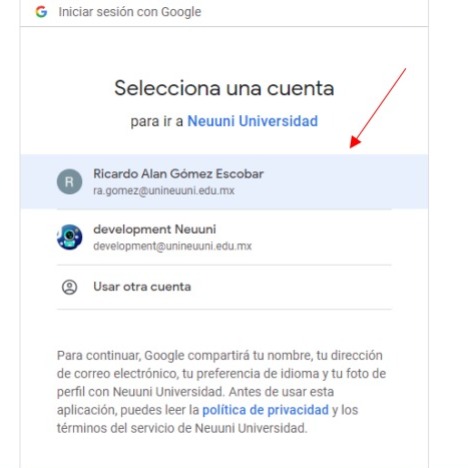 Iniciar sesión con Google
Selecciona una cuenta
para ir a Neuuni Universidad
R
Ricardo Alan Gómez Escobar
ra.gomez@unineuuni.edu.mx
development Neuuni
development@unineuuni.edu.mx
Usar otra cuenta
Para continuar, Google compartirá tu nombre, tu dirección
de correo electrónico, tu preferencia de idioma y tu foto de
perfil con Neuuni Universidad. Antes de usar esta
aplicación, puedes leer la política de privacidad y los
términos del servicio de Neuuni Universidad.